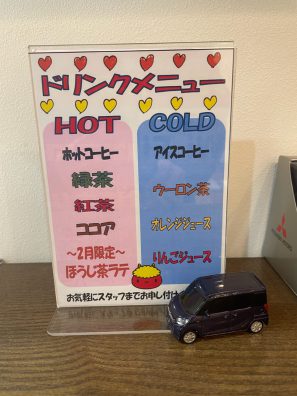 ドリンクメニュー
HOT
ホットコーヒー
緑茶
紅茶
ココア
～2月限定～
ほうじ茶ラテ
COLD
アイスコーヒー
ウーロン茶
オレンジジュース
りんごジュース
お気軽にスタッフまでお申し付け